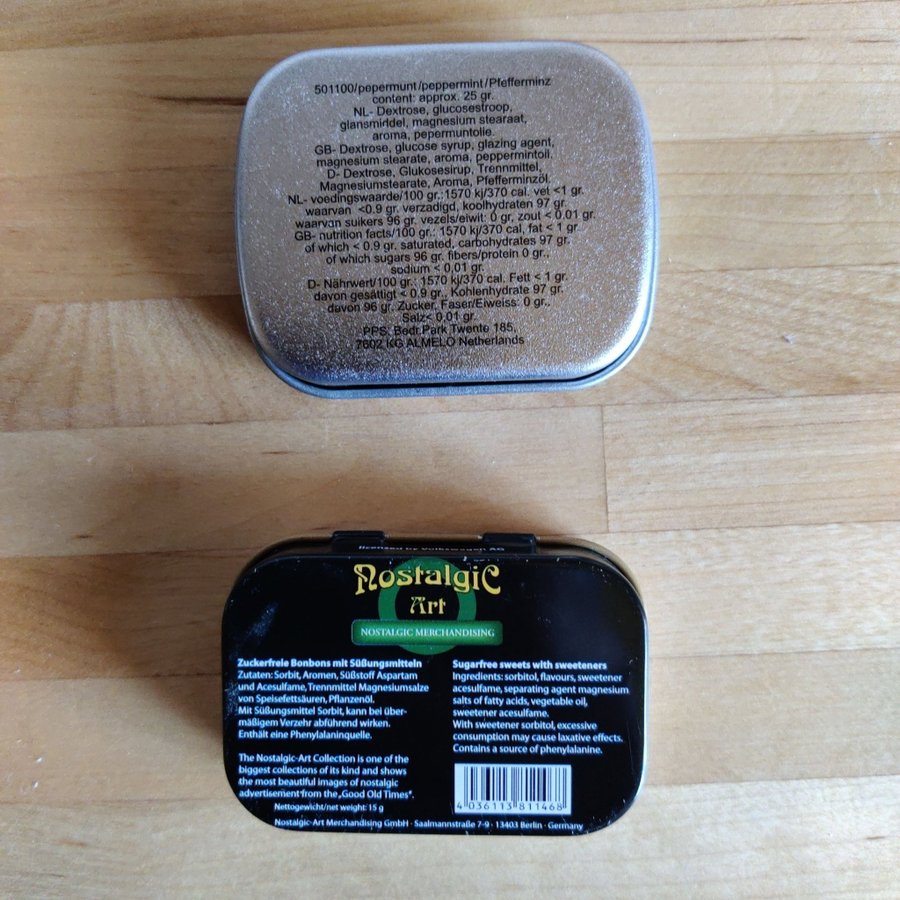 501100/pepermunt/peppermint/Pfefferminz
content: approx. 25 gr.
NL- Dextrose, glucosestroop,
glansmiddel, magnesium stearaat,
aroma, pepermuntolie.
GB- Dextrose, glucose syrup, glazing agent,
magnesium stearate, aroma, peppermintoil.
D- Dextrose, Glukosesirup, Trennmittel,
Magnesiumstearate, Aroma, Pfefferminzöl.
NL- voedingswaarde/100 gr.:1570 kj/370 cal. vet <1 gr.
waarvan <0.9 gr. verzadigd, koolhydraten 97 gr.
waarvan suikers 96 gr. vezels/eiwit: 0 gr, zout < 0.01 gr.
GB- nutrition facts/100 gr.: 1570 kj/370 cal, fat < 1 gr
of which < 0.9 gr. saturated, carbohydrates 97 gr.
of which sugars 96 gr. fibers/protein 0 gr.,
sodium < 0,01 gr.
D- Nährwert/100 gr.: 1570 kj/370 cal. Fett < 1 gr.
davon gesättigt < 0.9 gr., Kohlenhydrate 97 gr.
davon 96 gr. Zucker, Faser/Eiweiss: 0 gr.,
Salz< 0,01 gr.
PPS: Bedr.Park Twente 185,
7602 KG ALMELO Netherlands
licensed by Volkswagen AG
Nostalgic
Art
NOSTALGIC MERCHANDISING
Zuckerfreie Bonbons mit Süßungsmitteln
Zutaten: Sorbit, Aromen, Süßstoff Aspartam
und Acesulfame, Trennmittel Magnesiumsalze
von Speisefettsäuren, Pflanzenöl.
Mit Süßungsmittel Sorbit, kann bei über-
mäßigem Verzehr abführend wirken.
Enthält eine Phenylalaninquelle.
The Nostalgic-Art Collection is one of the
biggest collections of its kind and shows
the most beautiful images of nostalgic
advertisement from the „Good Old Times".
Nettogewicht/net weight: 15 g
Sugarfree sweets with sweeteners
Ingredients: sorbitol, flavours, sweetener
acesulfame, separating agent magnesium
salts of fatty acids, vegetable oil,
sweetener acesulfame.
With sweetener sorbitol, excessive
consumption may cause laxative effects.
Contains a source of phenylalanine.
4 036113 811468
Nostalgic-Art Merchandising GmbH · Saalmannstraße 7-9 · 13403 Berlin · Germany